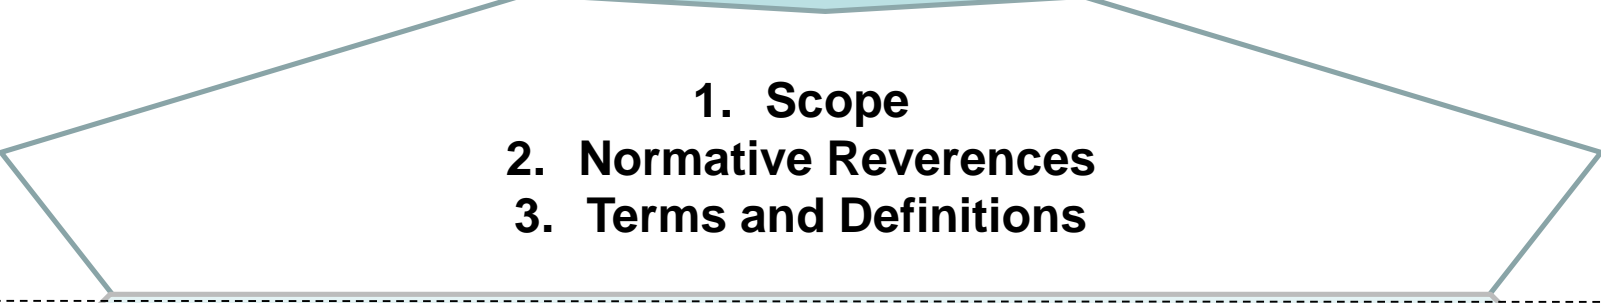 1. Scope
2. Normative Reverences
3. Terms and Definitions